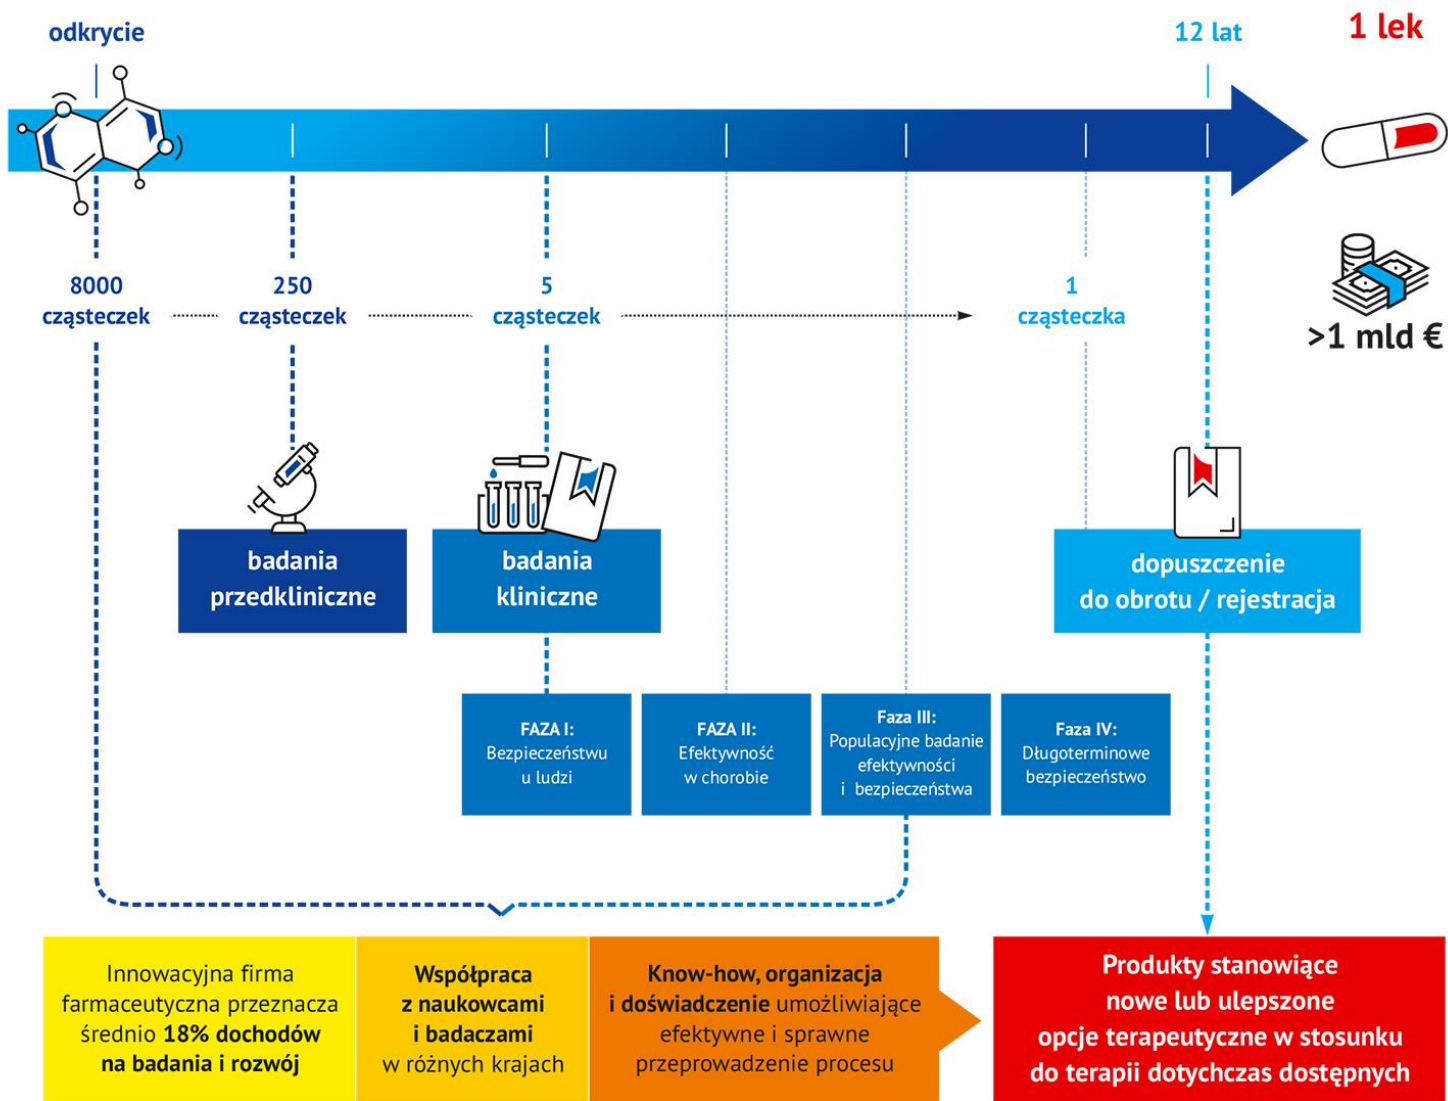 odkrycie
12 lat
1 lek
8000
cząsteczek
250
cząsteczek
5
cząsteczek
1
cząsteczka
>1 mld €
badania
przedkliniczne
badania
kliniczne
dopuszczenie
do obrotu / rejestracja
FAZA I:
Bezpieczeństwu
u ludzi
FAZA II:
Efektywność
w chorobie
Faza III:
Populacyjne badanie
efektywności
i bezpieczeństwa
Faza IV:
Długoterminowe
bezpieczeństwo
Innowacyjna firma
farmaceutyczna przeznacza
średnio 18% dochodów
na badania i rozwój
Współpraca
z naukowcami
i badaczami
w różnych krajach
Know-how, organizacja
i doświadczenie umożliwiające
efektywne i sprawne
przeprowadzenie procesu
Produkty stanowiące
nowe lub ulepszone
opcje terapeutyczne w stosunku
do terapii dotychczas dostępnych